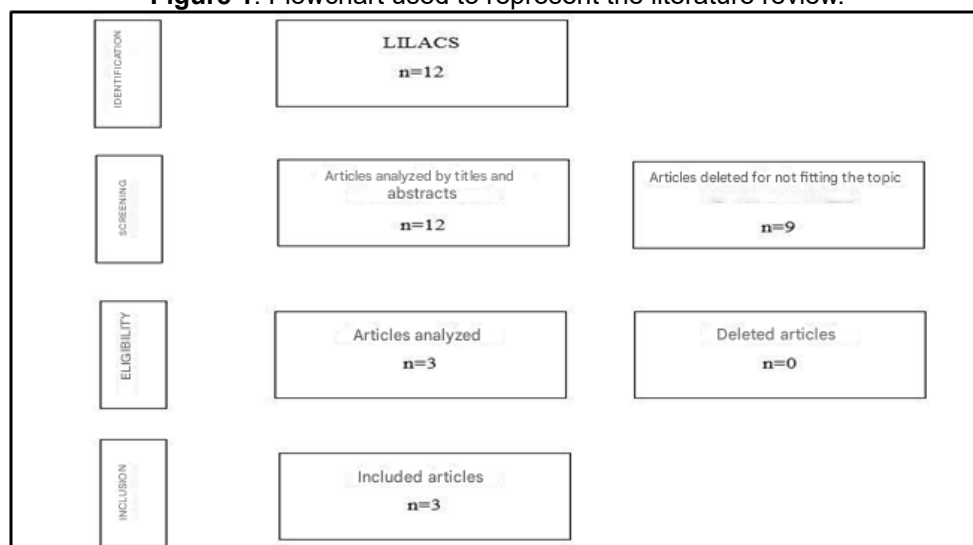 Figure 1. Flowchart used to represent the literature review.
IDENTIFICATION
LILACS
n=12
SCREENING
Articles analyzed by titles and
abstracts
n=12
Articles deleted for not fitting the topic
n=9
ELIGIBILITY
Articles analyzed
n=3
Deleted articles
n=0
INCLUSION
Included articles
n=3